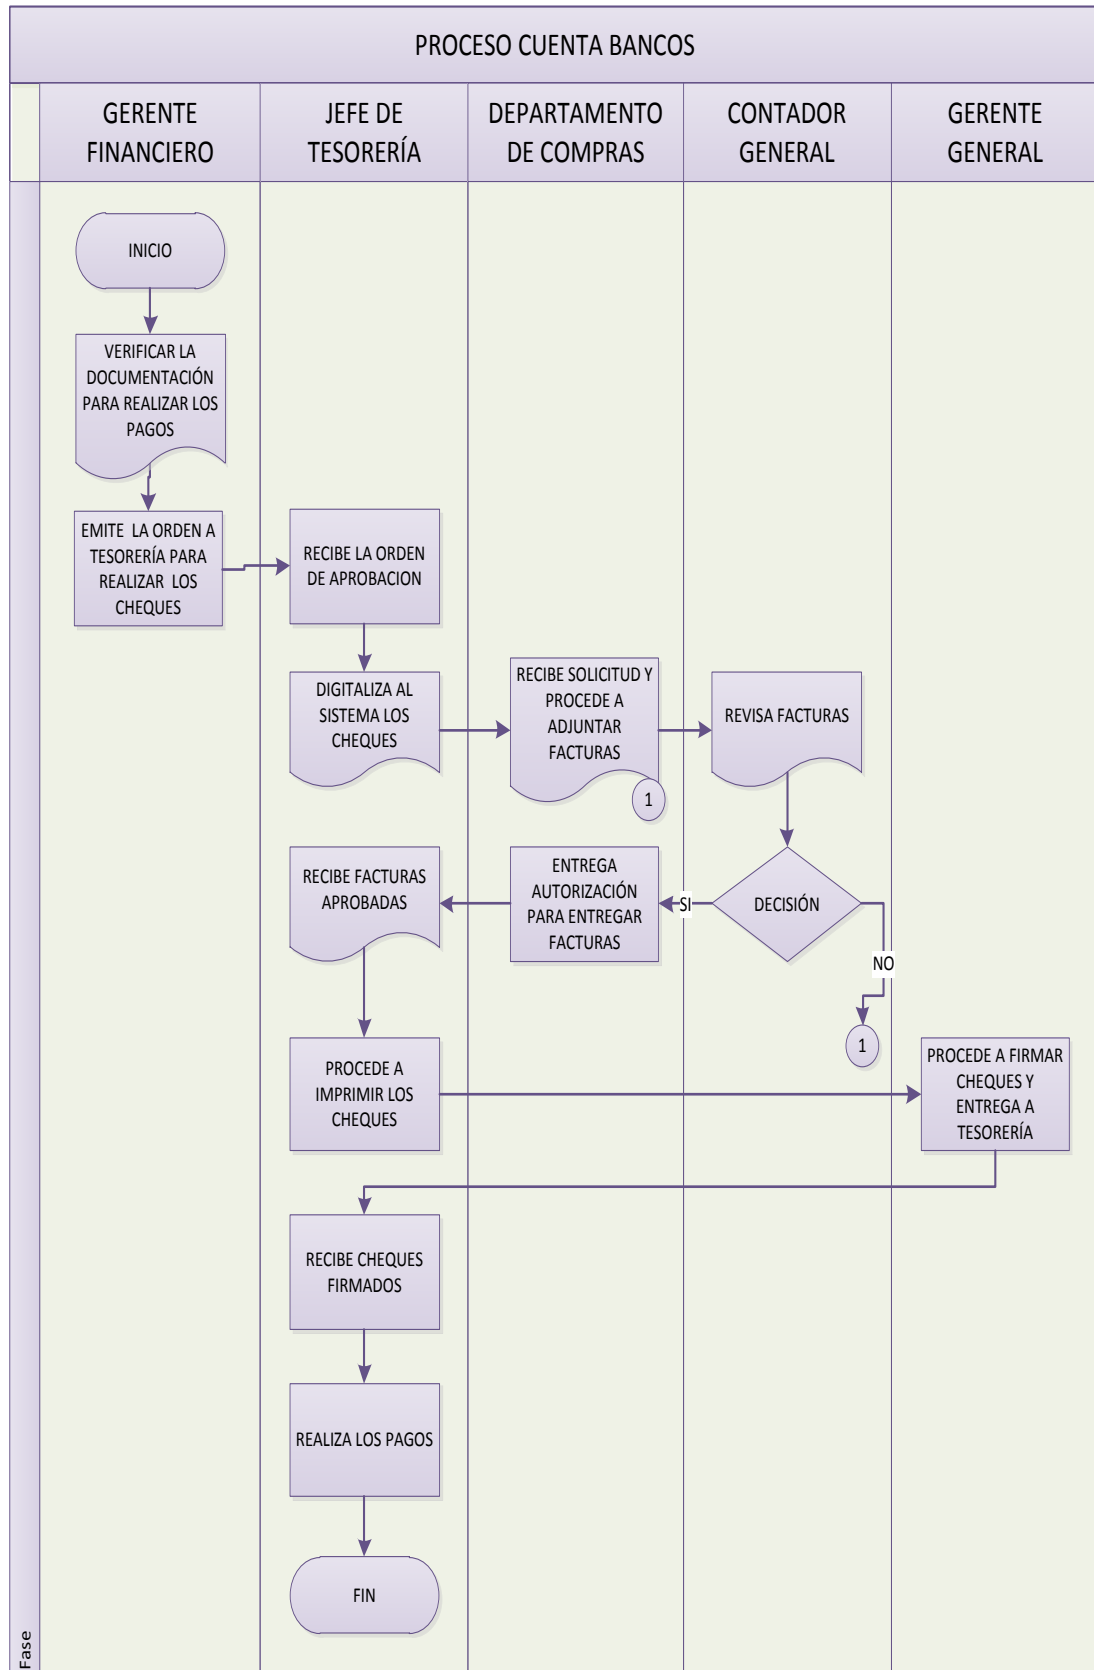 PROCESO CUENTA BANCOS
GERENTE
FINANCIERO
JEFE DE
TESORERÍA
DEPARTAMENTO
DE COMPRAS
CONTADOR
GENERAL
GERENTE
GENERAL
INICIO
VERIFICAR LA
DOCUMENTACIÓN
PARA REALIZAR LOS
PAGOS
EMITE LA ORDEN A
TESORERÍA PARA
REALIZAR LOS
CHEQUES
RECIBE LA ORDEN
DE APROBACION
DIGITALIZA AL
SISTEMA LOS
CHEQUES
RECIBE SOLICITUD Y
PROCEDE A
ADJUNTAR
FACTURAS
1
REVISA FACTURAS
DECISIÓN
SI
NO
1
ENTREGA
AUTORIZACIÓN
PARA ENTREGAR
FACTURAS
RECIBE FACTURAS
APROBADAS
PROCEDE A
IMPRIMIR LOS
CHEQUES
PROCEDE A FIRMAR
CHEQUES Y
ENTREGA A
TESORERÍA
RECIBE CHEQUES
FIRMADOS
REALIZA LOS PAGOS
FIN
Fase